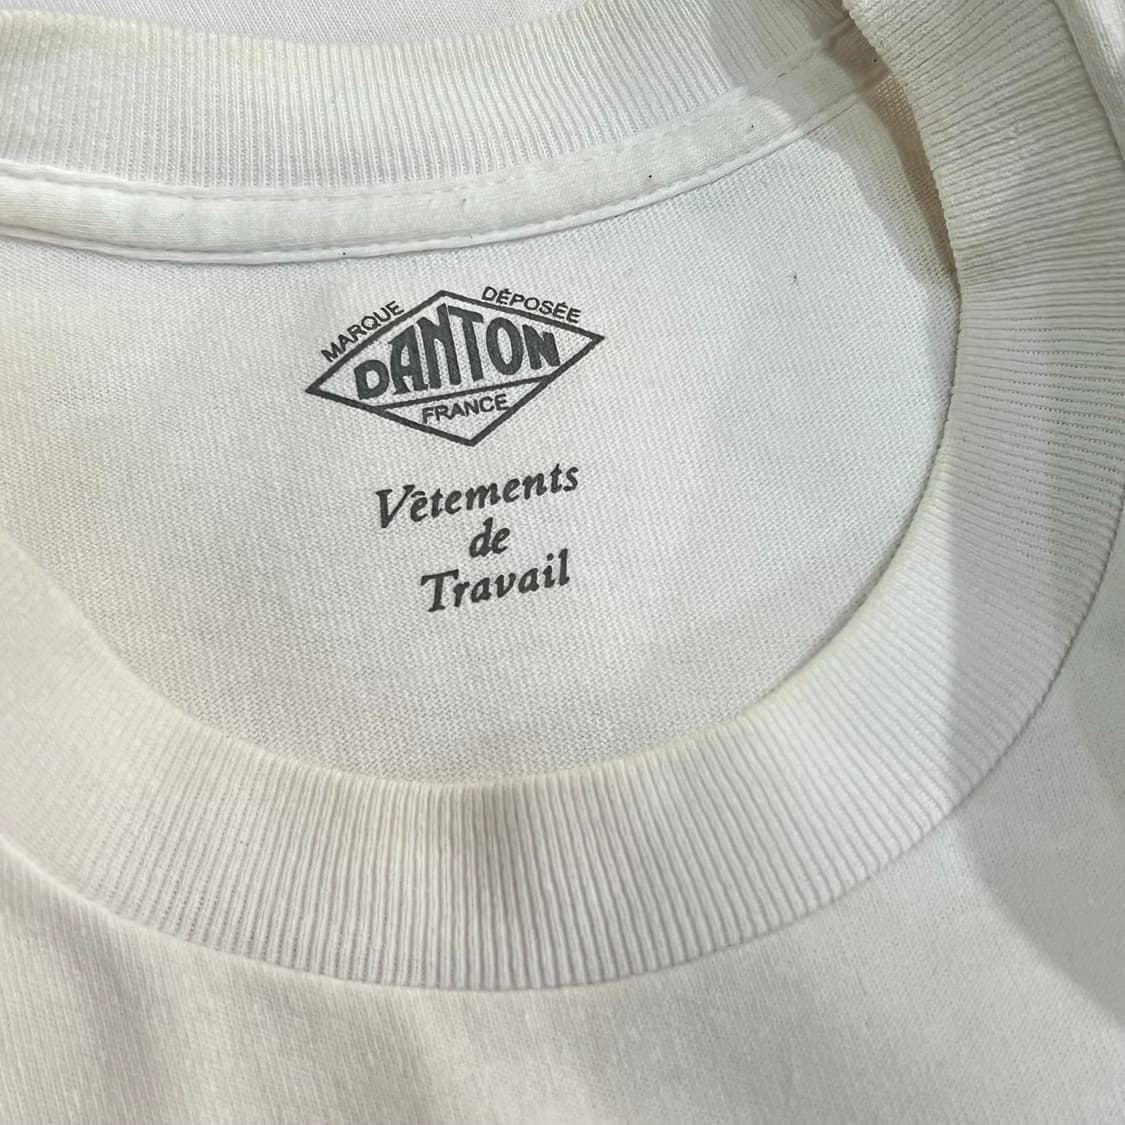 MARQUE DÉPOSÉE
DANTON
FRANCE
Vêtements
de
Travail